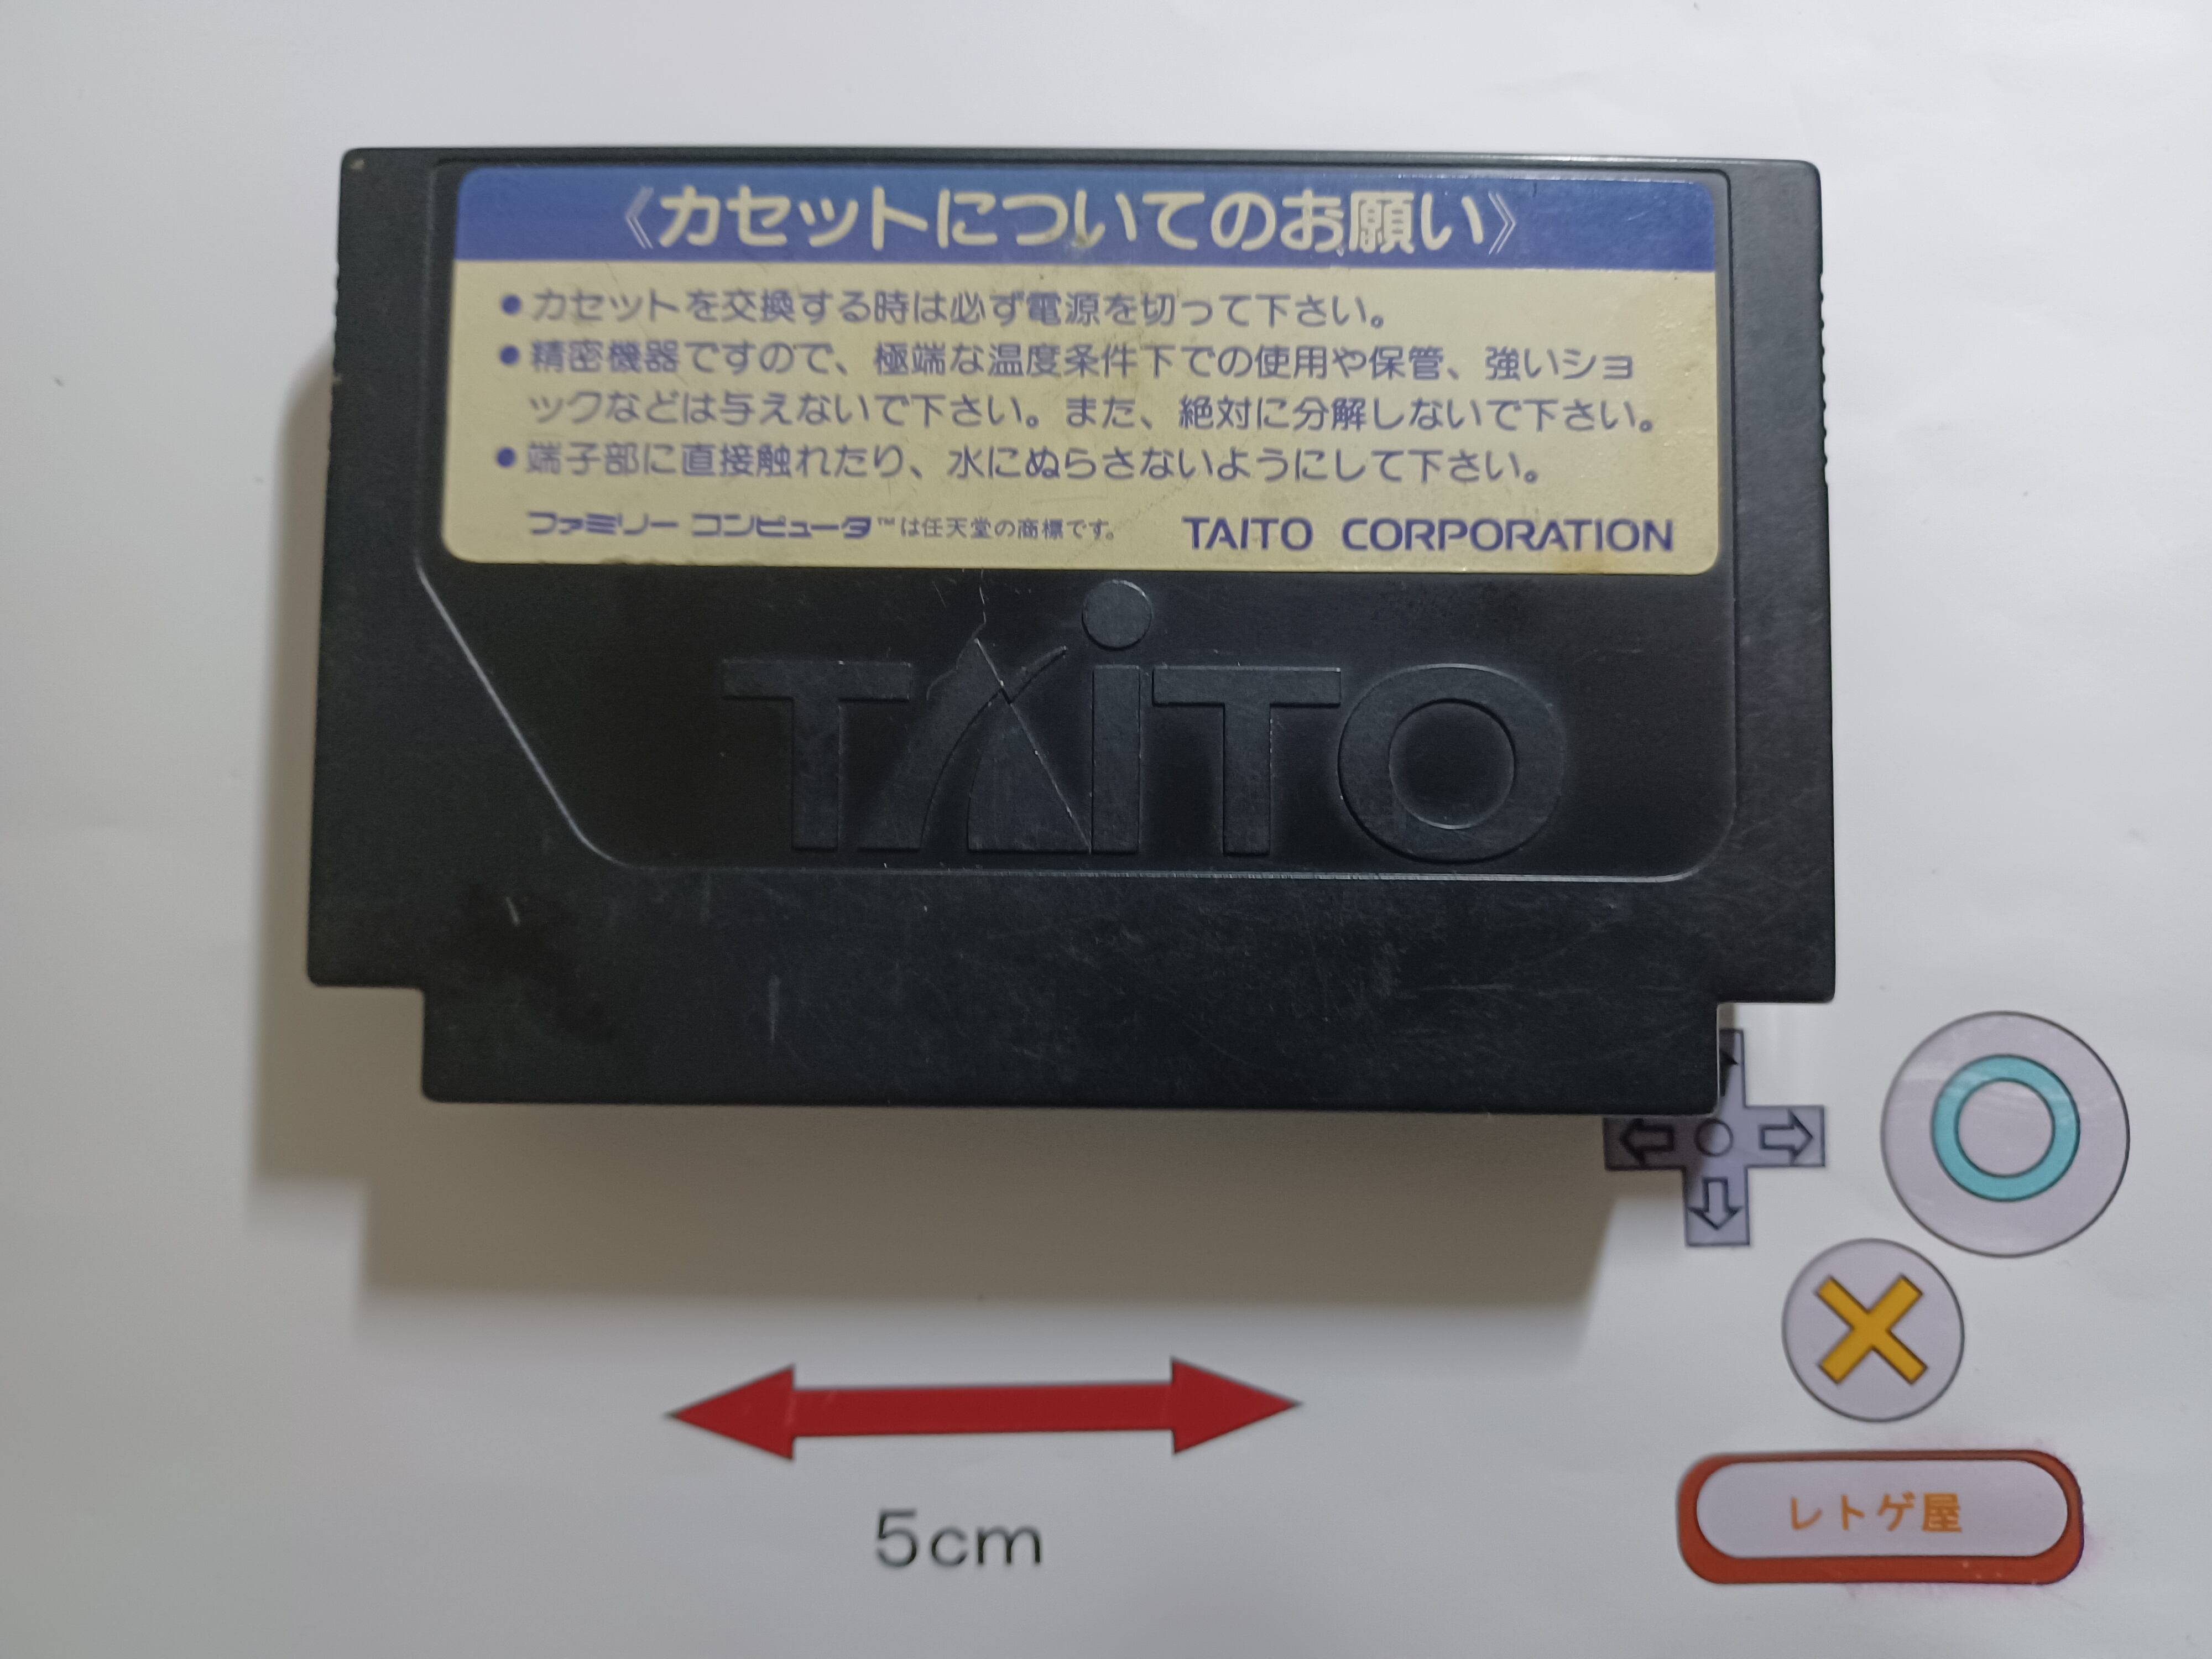 《カセットについてのお願い》
●カセットを交換する時は必ず電源を切って下さい。
●精密機器ですので、極端な温度条件下での使用や保管、強いショ
ックなどは与えないで下さい。また、絶対に分解しないで下さい。
●端子部に直接触れたり、水にぬらさないようにして下さい。
ファミリー コンピュータ™は任天堂の商標です。 TAITO CORPORATION
TAiTO
5cm
レトゲ屋